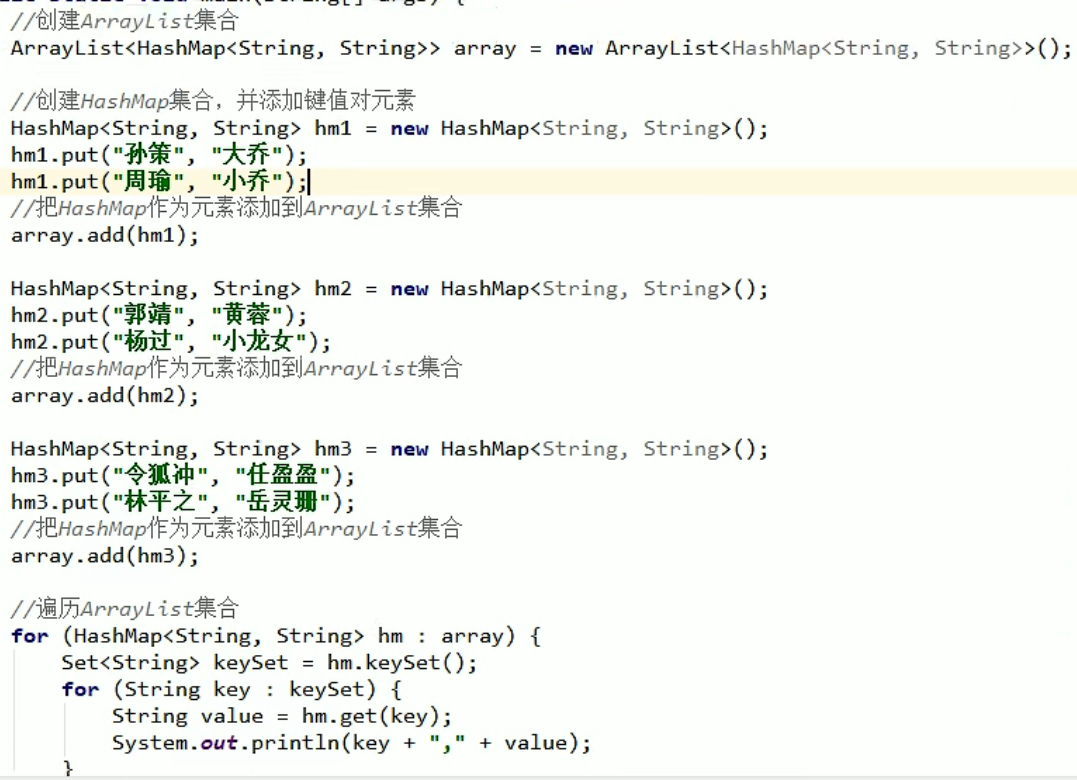 //创建ArrayList集合
ArrayList<HashMap<String, String>> array = new ArrayList<HashMap<String, String>>();
//创建HashMap集合，并添加键值对元素
HashMap<String, String> hm1 = new HashMap<String, String>();
hm1.put("孙策", "大乔");
hm1.put("周瑜", "小乔");
//把HashMap作为元素添加到ArrayList集合
array.add(hm1);
HashMap<String, String> hm2 = new HashMap<String, String>();
hm2.put("郭靖", "黄蓉");
hm2.put("杨过", "小龙女");
//把HashMap作为元素添加到ArrayList集合
array.add(hm2);
HashMap<String, String> hm3 = new HashMap<String, String>();
hm3.put("令狐冲", "任盈盈");
hm3.put("林平之", "岳灵珊");
//把HashMap作为元素添加到ArrayList集合
array.add(hm3);
//遍历ArrayList集合
for (HashMap<String, String> hm : array) {
Set<String> keySet = hm.keySet();
for (String key : keySet) {
String value = hm.get(key);
System.out.println(key + "," + value);
}